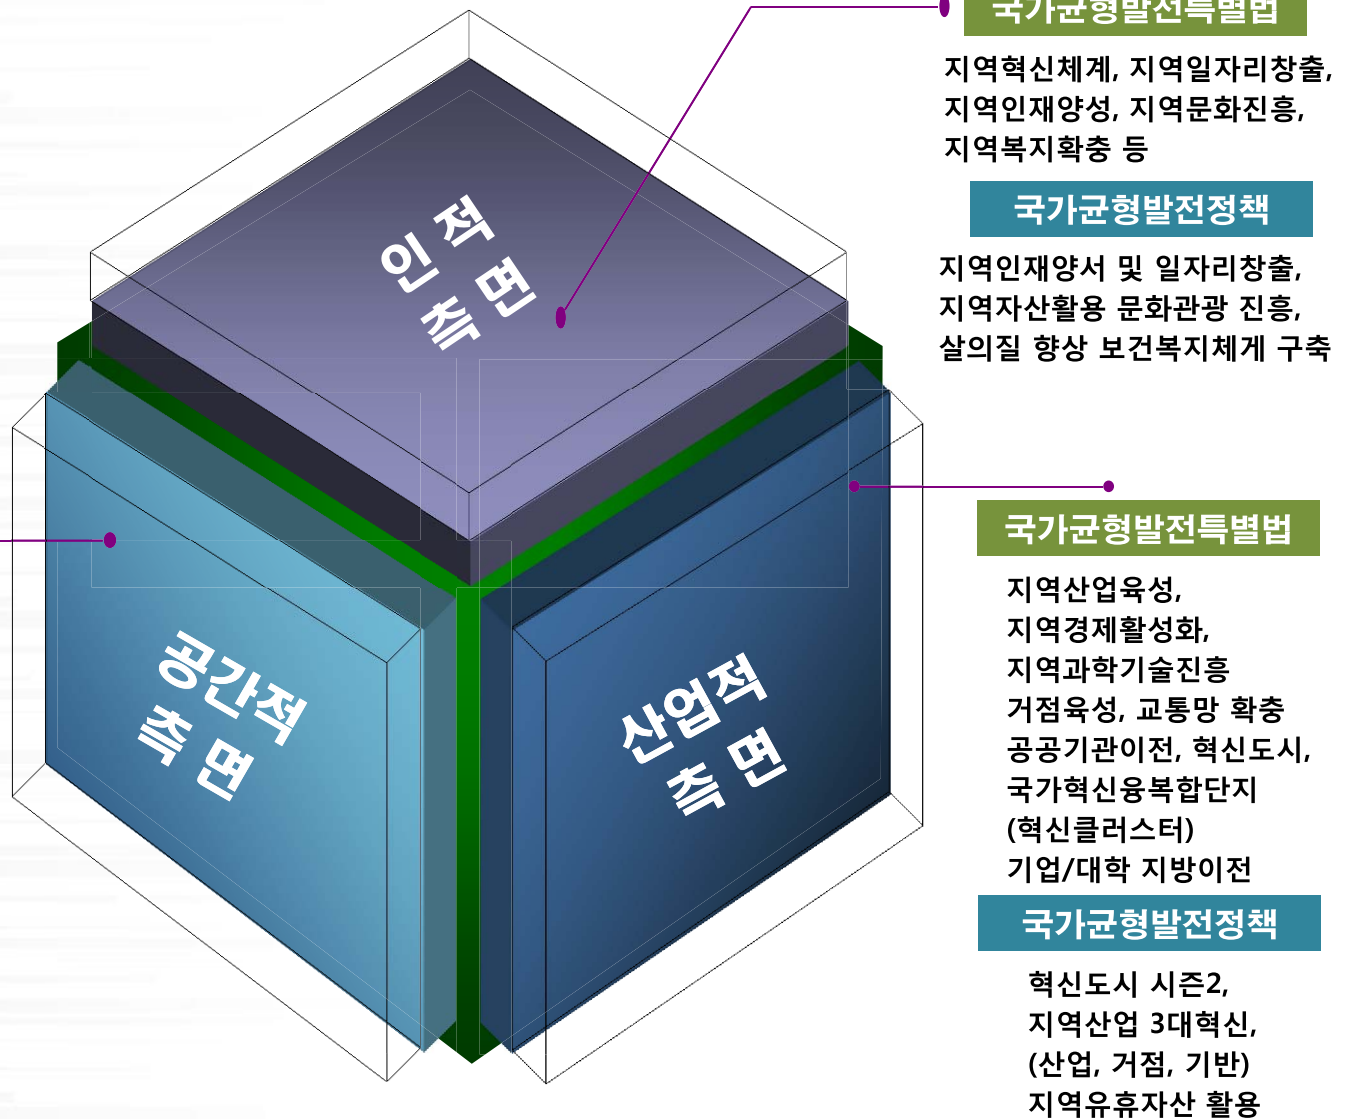 국가균형발전특별법
지역혁신체계, 지역일자리창출,
지역인재양성, 지역문화진흥,
지역복지확충 등
국가균형발전정책
지역인재양서 및 일자리창출,
지역자산활용 문화관광 진흥,
살의질 향상 보건복지체게 구축
인 적
측 면
공간적
측 면
산업적
측 면
국가균형발전특별법
지역산업육성,
지역경제활성화,
지역과학기술진흥
거점육성, 교통망 확충
공공기관이전, 혁신도시,
국가혁신융복합단지
(혁신클러스터)
기업/대학 지방이전
국가균형발전정책
혁신도시 시즌2,
지역산업 3대혁신,
(산업, 거점, 기반)
지역유휴자산 활용